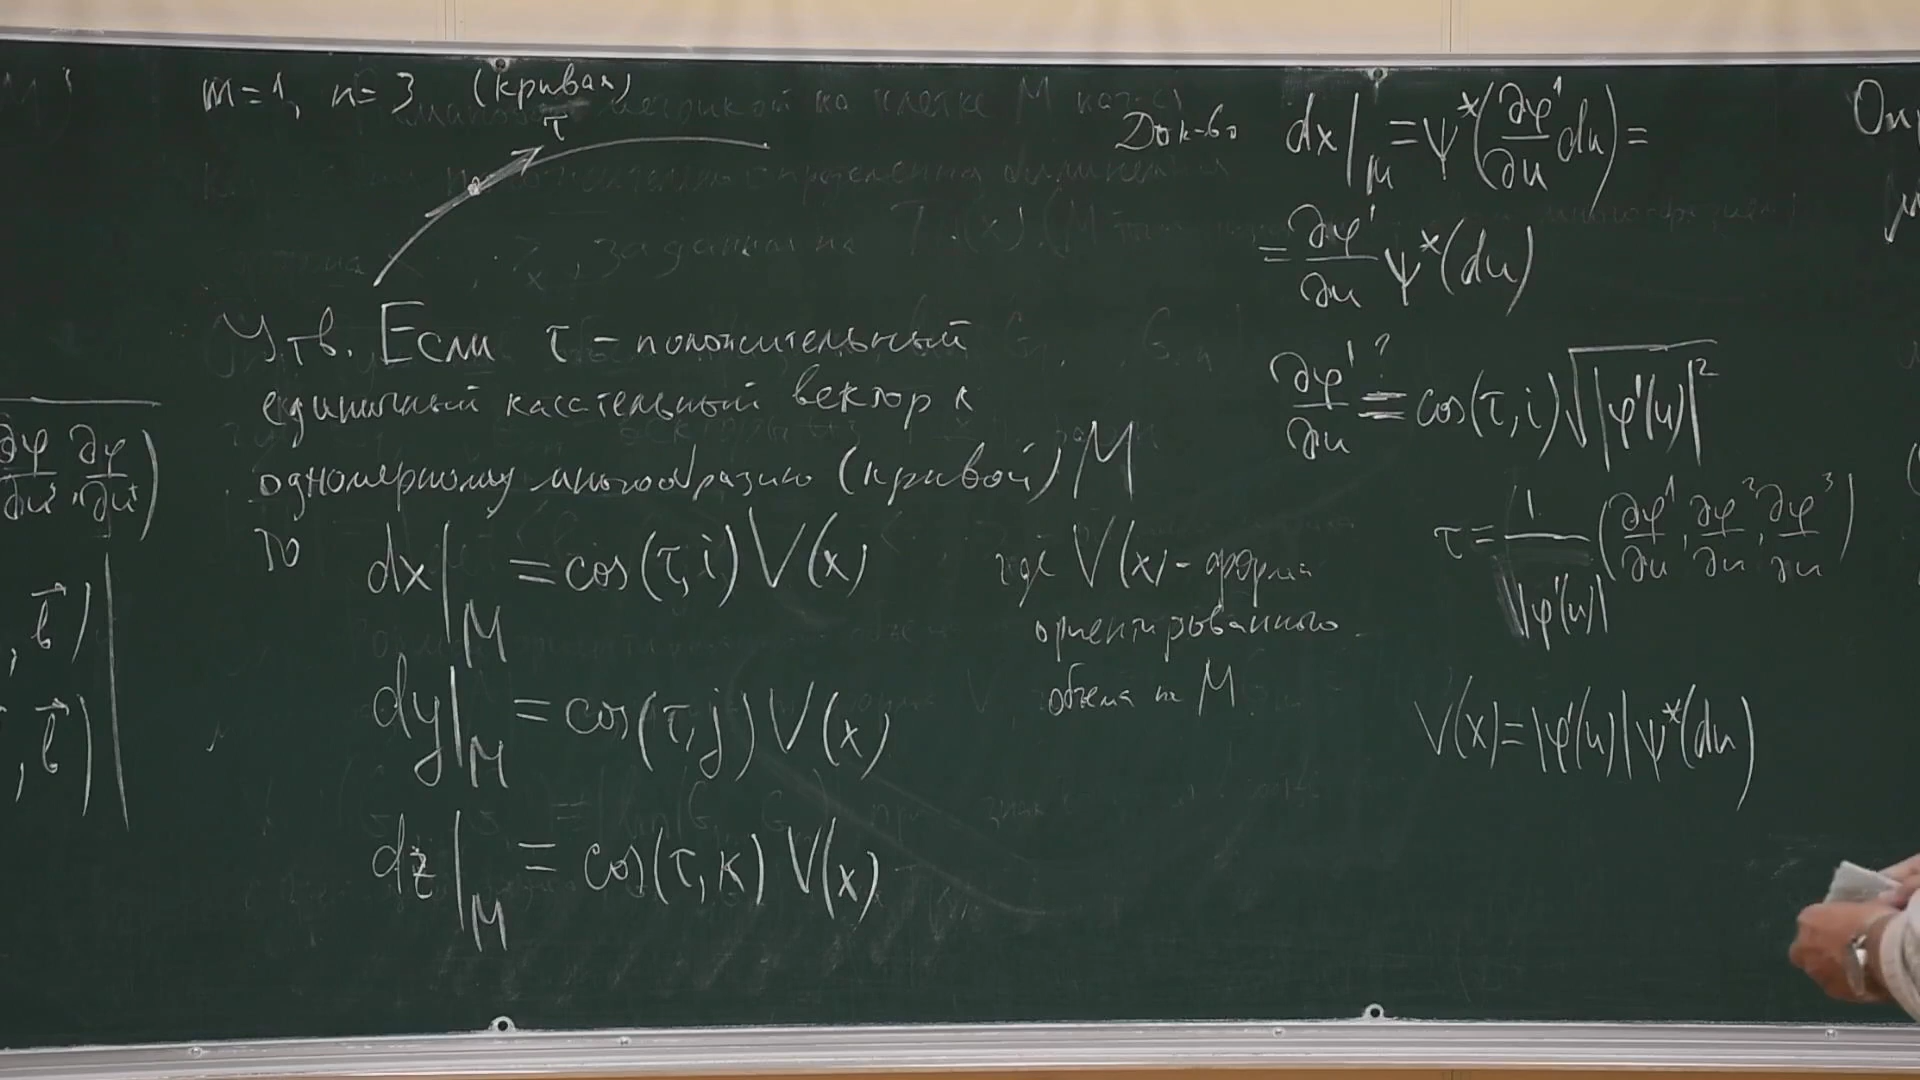 m=1, n=3 (кривая)
τ
Утв. Если τ – положительный
единичный касательный вектор к
одномерному многообразию (кривой) M
то
dx|_M = cos(τ,i) V(x)
dy|_M = cos(τ,j) V(x)
dz|_M = cos(τ,k) V(x)
где V(x) – форма
ориентированного
объема на M
Док-во dx|_M = ψ*(∂φ¹/∂u du) =
= ∂φ¹/∂u ψ*(du)
∂φ¹/∂u =? cos(τ,i) √|φ'(u)|²
τ = 1/|φ'(u)| (∂φ¹/∂u, ∂φ²/∂u, ∂φ³/∂u)
V(x) = |φ'(u)| ψ*(du)
, b⃗)
, b⃗)